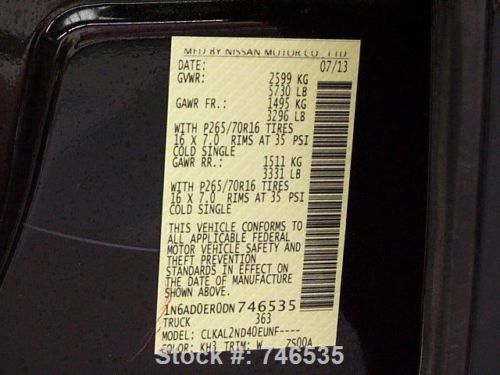 MFD BY NISSAN MOTOR CO., LTD
DATE: 07/13
GVWR: 2599 KG
5730 LB
GAWR FR.: 1495 KG
3296 LB
WITH P265/70R16 TIRES
16 X 7.0 RIMS AT 35 PSI
COLD SINGLE
GAWR RR.: 1511 KG
3331 LB
WITH P265/70R16 TIRES
16 X 7.0 RIMS AT 35 PSI
COLD SINGLE
THIS VEHICLE CONFORMS TO
ALL APPLICABLE FEDERAL
MOTOR VEHICLE SAFETY AND
THEFT PREVENTION
STANDARDS IN EFFECT ON
THE DATE OF MANUFACTURE
SHOWN ABOVE.
1N6AD0ER0DN746535
TRUCK 363
MODEL: CLKAL2ND40EUNF----
COLOR: KH3 TRIM: W ZS00A
Stock #: 746535